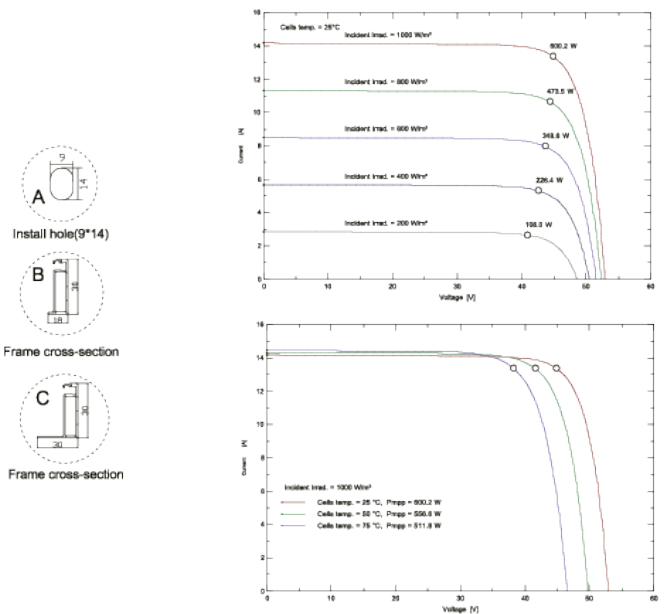 9
14
A
Install hole(9*14)
B
30
18
Frame cross-section
C
30
30
Frame cross-section
16
14
12
10
8
6
4
2
0
Current [A]
Cells temp. = 25°C
Incident Irrad. = 1000 W/m²
600.2 W
Incident Irrad. = 800 W/m²
473.5 W
Incident Irrad. = 600 W/m²
Incident Irrad. = 400 W/m²
226.4 W
Incident Irrad. = 200 W/m²
0 10 20 30 40 50 60
Voltage [V]
16
14
12
10
8
6
4
2
0
Current [A]
Incident Irrad. = 1000 W/m²
Cells temp. = 25 °C, Pmpp = 600.2 W
Cells temp. = 50 °C, Pmpp = 556.6 W
Cells temp. = 75 °C, Pmpp = 511.8 W
0 10 20 30 40 50 60
Voltage [V]